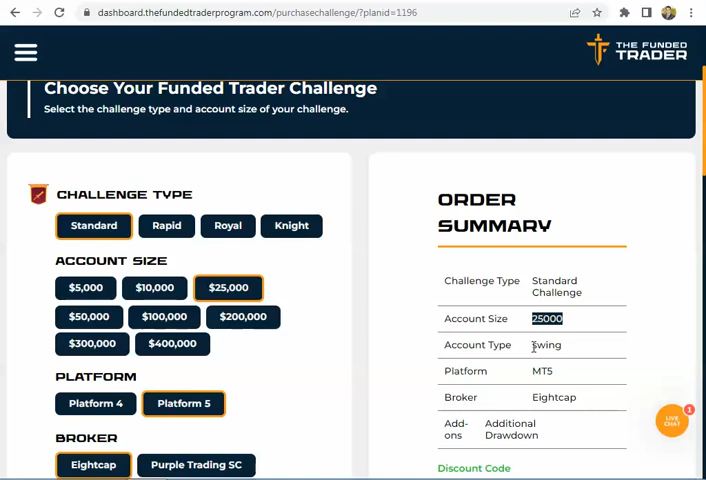 dashboard.thefundedtraderprogram.com/purchasechallenge/?planid=1196
THE FUNDED
TRADER
Choose Your Funded Trader Challenge
Select the challenge type and account size of your challenge.
CHALLENGE TYPE
Standard Rapid Royal Knight
ACCOUNT SIZE
$5,000 $10,000 $25,000
$50,000 $100,000 $200,000
$300,000 $400,000
PLATFORM
Platform 4 Platform 5
BROKER
Eightcap Purple Trading SC
ORDER
SUMMARY
Challenge Type Standard
Challenge
Account Size 25000
Account Type Swing
Platform MT5
Broker Eightcap
Add- Additional
ons Drawdown
Discount Code
LIVE
CHAT
1